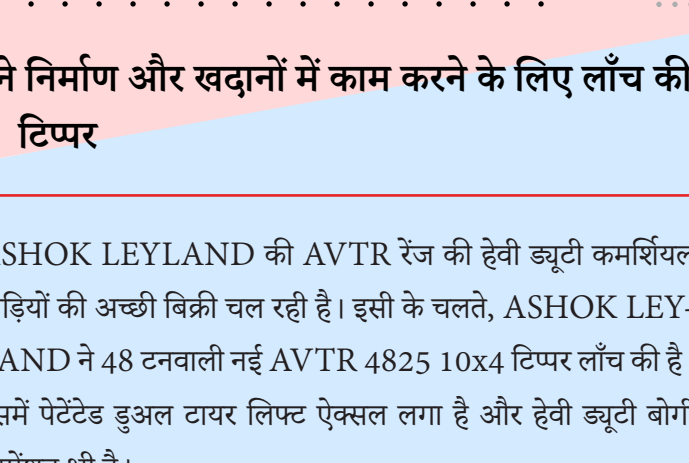 ने निर्माण और खदानों में काम करने के लिए लाँच की
टिप्पर
SHOK LEYLAND की AVTR रेंज की हेवी ड्यूटी कमर्शियल
ड़ियों की अच्छी बिक्री चल रही है। इसी के चलते, ASHOK LEY-
AND ने 48 टनवाली नई AVTR 4825 10x4 टिप्पर लाँच की है
समें पेटेंटेड डुअल टायर लिफ्ट ऐक्सल लगा है और हेवी ड्यूटी बोगी
भी है।